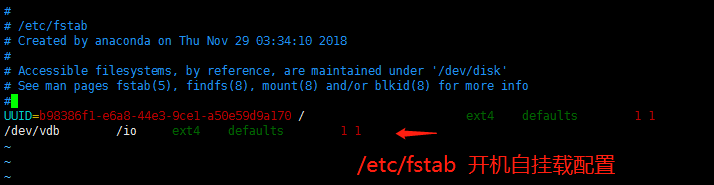 #
# /etc/fstab
# Created by anaconda on Thu Nov 29 03:34:10 2018
#
# Accessible filesystems, by reference, are maintained under '/dev/disk'
# See man pages fstab(5), findfs(8), mount(8) and/or blkid(8) for more info
#
UUID=b98386f1-e6a8-44e3-9ce1-a50e59d9a170 / ext4 defaults 1 1
/dev/vdb /io ext4 defaults 1 1
~
~
~
/etc/fstab 开机自挂载配置